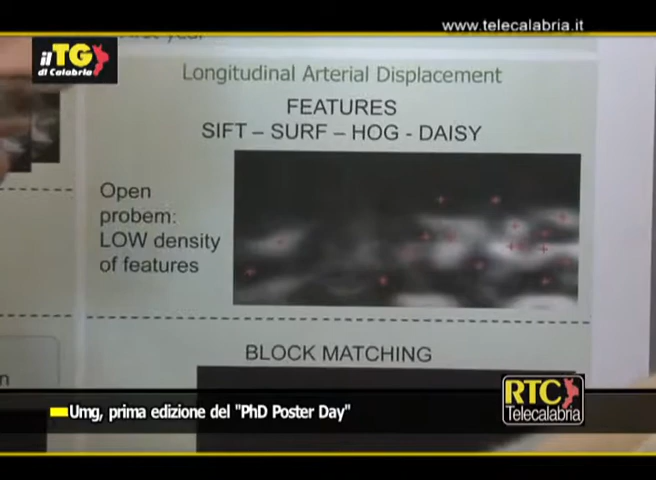 www.telecalabria.it
il TG
di Calabria
Longitudinal Arterial Displacement
FEATURES
SIFT – SURF – HOG - DAISY
Open
probem:
LOW density
of features
BLOCK MATCHING
n
RTC
Telecalabria
Umg, prima edizione del "PhD Poster Day"